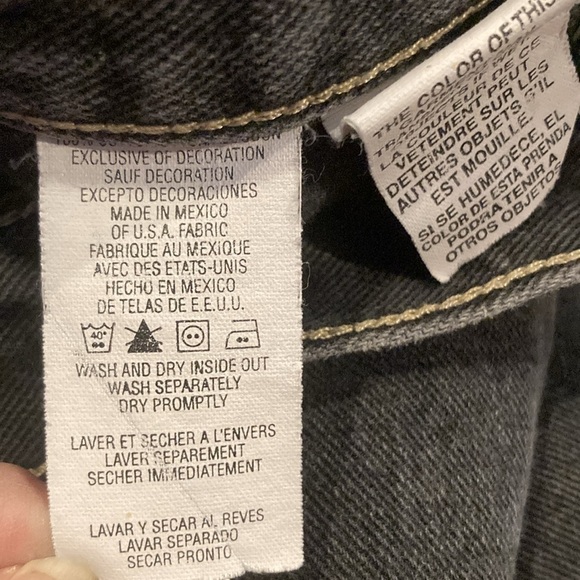 EXCLUSIVE OF DECORATION
SAUF DECORATION
EXCEPTO DECORACIONES
MADE IN MEXICO
OF U.S.A. FABRIC
FABRIQUE AU MEXIQUE
AVEC DES ETATS-UNIS
HECHO EN MEXICO
DE TELAS DE E.E.U.U.
40°
WASH AND DRY INSIDE OUT
WASH SEPARATELY
DRY PROMPTLY
LAVER ET SECHER A L'ENVERS
LAVER SEPAREMENT
SECHER IMMEDIATEMENT
LAVAR Y SECAR AL REVES
LAVAR SEPARADO
SECAR PRONTO
THE COLOR OF THIS
COULEUR DE CE
VETEMENT PEUT
DETEINDRE SUR LES
AUTRES OBJETS S'IL
EST MOUILLE.
SI SE HUMEDECE, EL
COLOR DE ESTA PRENDA
PODRA TENIR A
OTROS OBJETOS